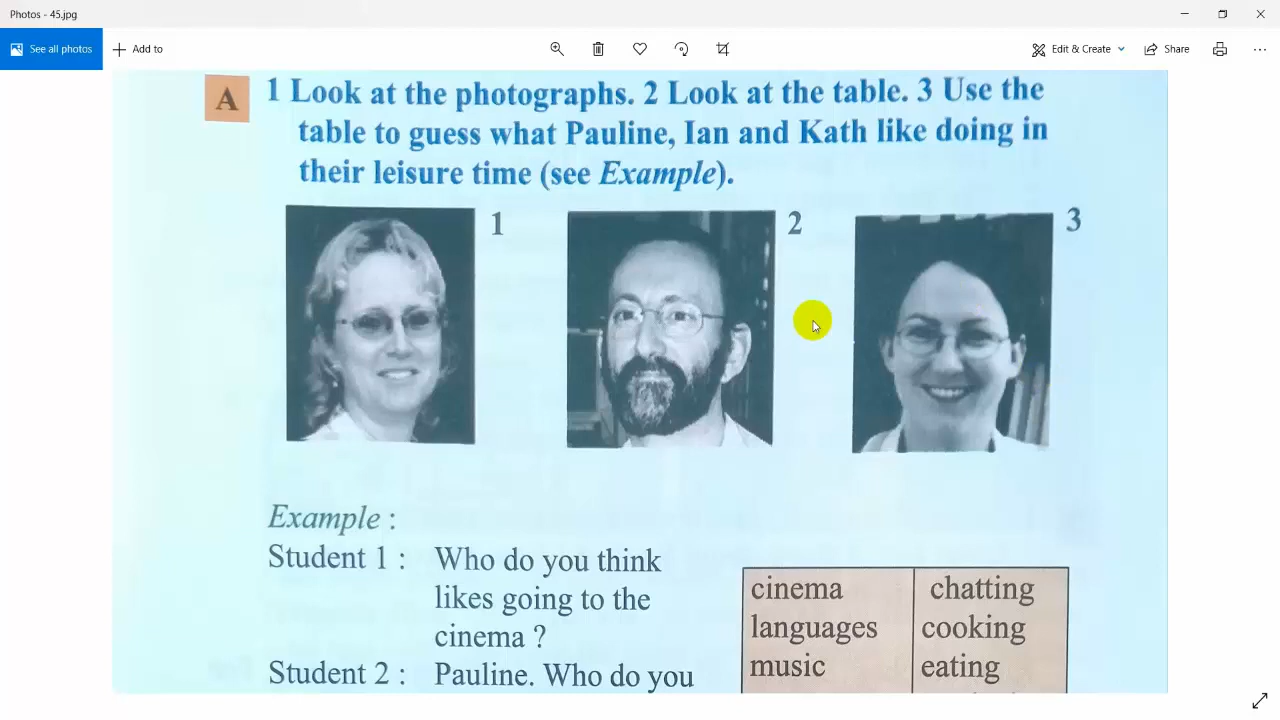 Photos - 45.jpg
See all photos
Add to
Edit & Create
Share
A
1 Look at the photographs. 2 Look at the table. 3 Use the
table to guess what Pauline, Ian and Kath like doing in
their leisure time (see Example).
1
2
3
Example :
Student 1 : Who do you think
likes going to the
cinema ?
Student 2 : Pauline. Who do you
cinema chatting
languages cooking
music eating